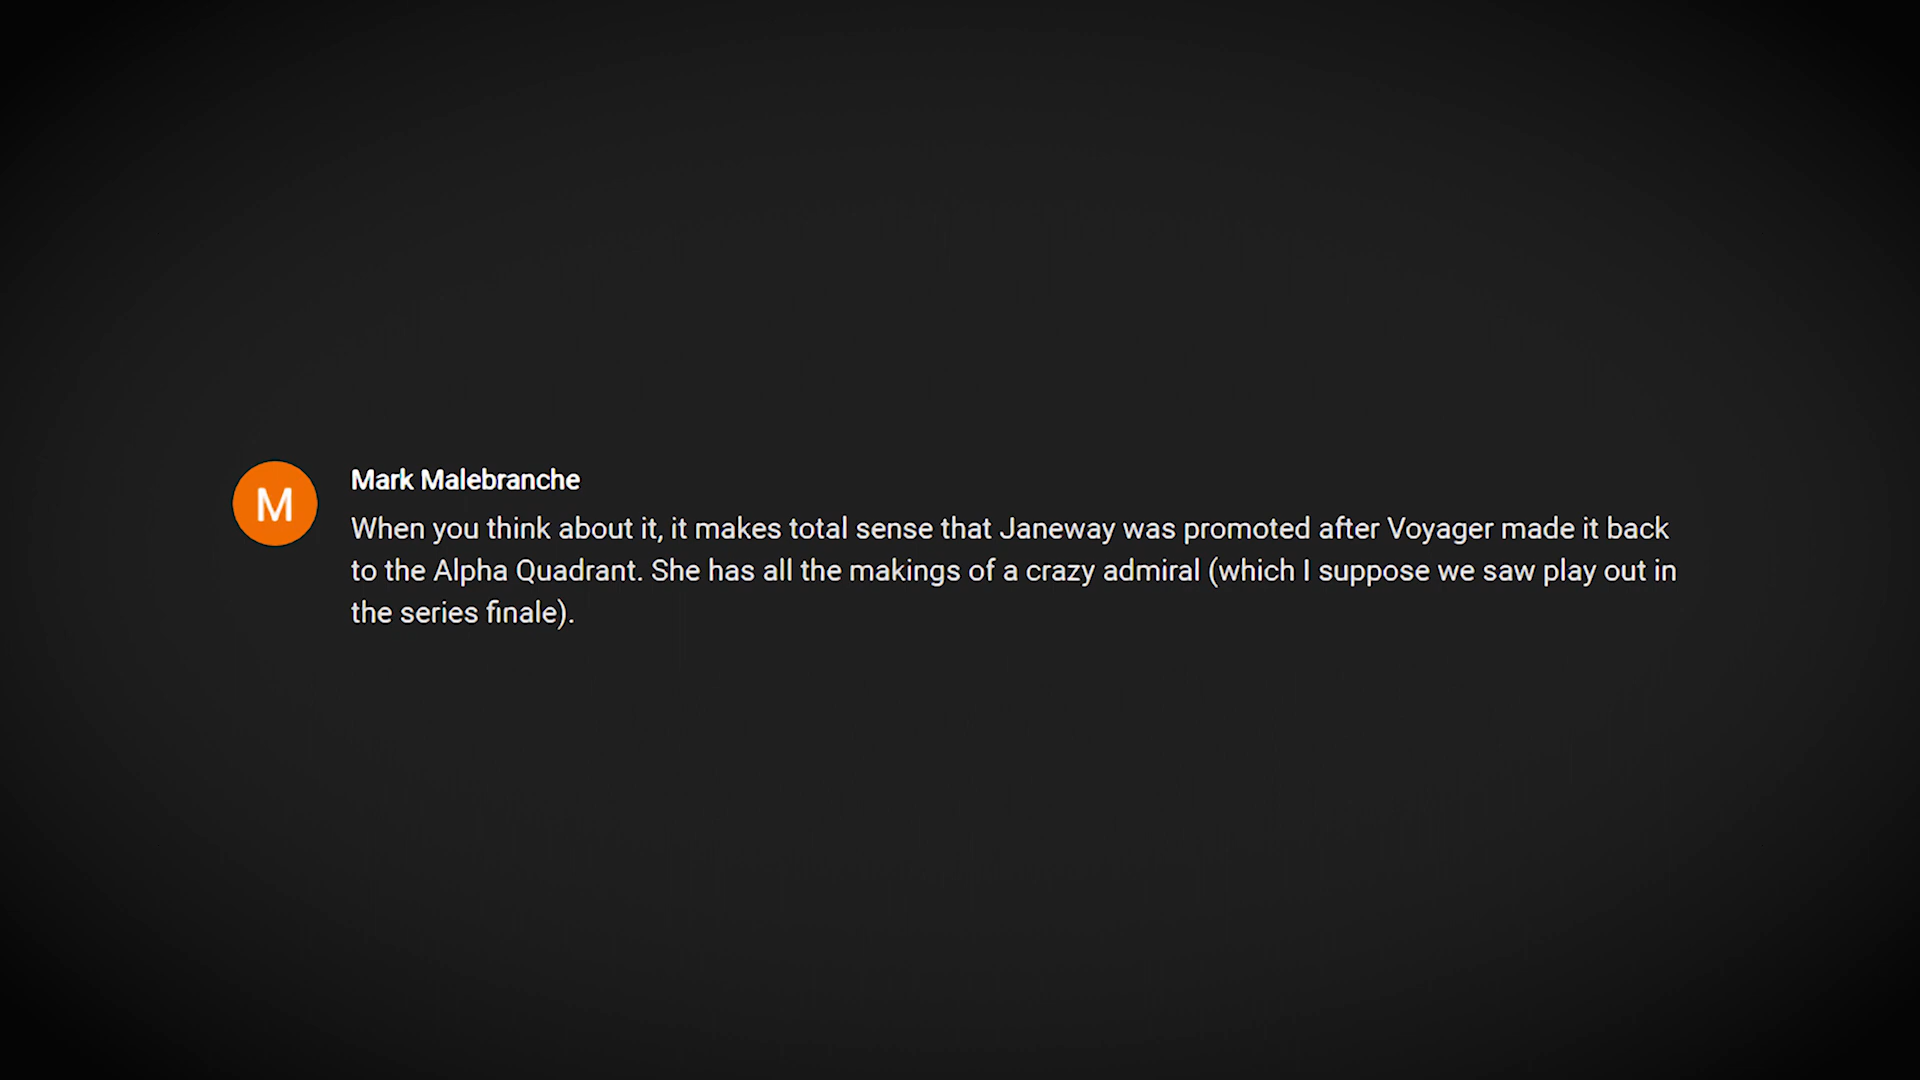 M
Mark Malebranche
When you think about it, it makes total sense that Janeway was promoted after Voyager made it back
to the Alpha Quadrant. She has all the makings of a crazy admiral (which I suppose we saw play out in
the series finale).